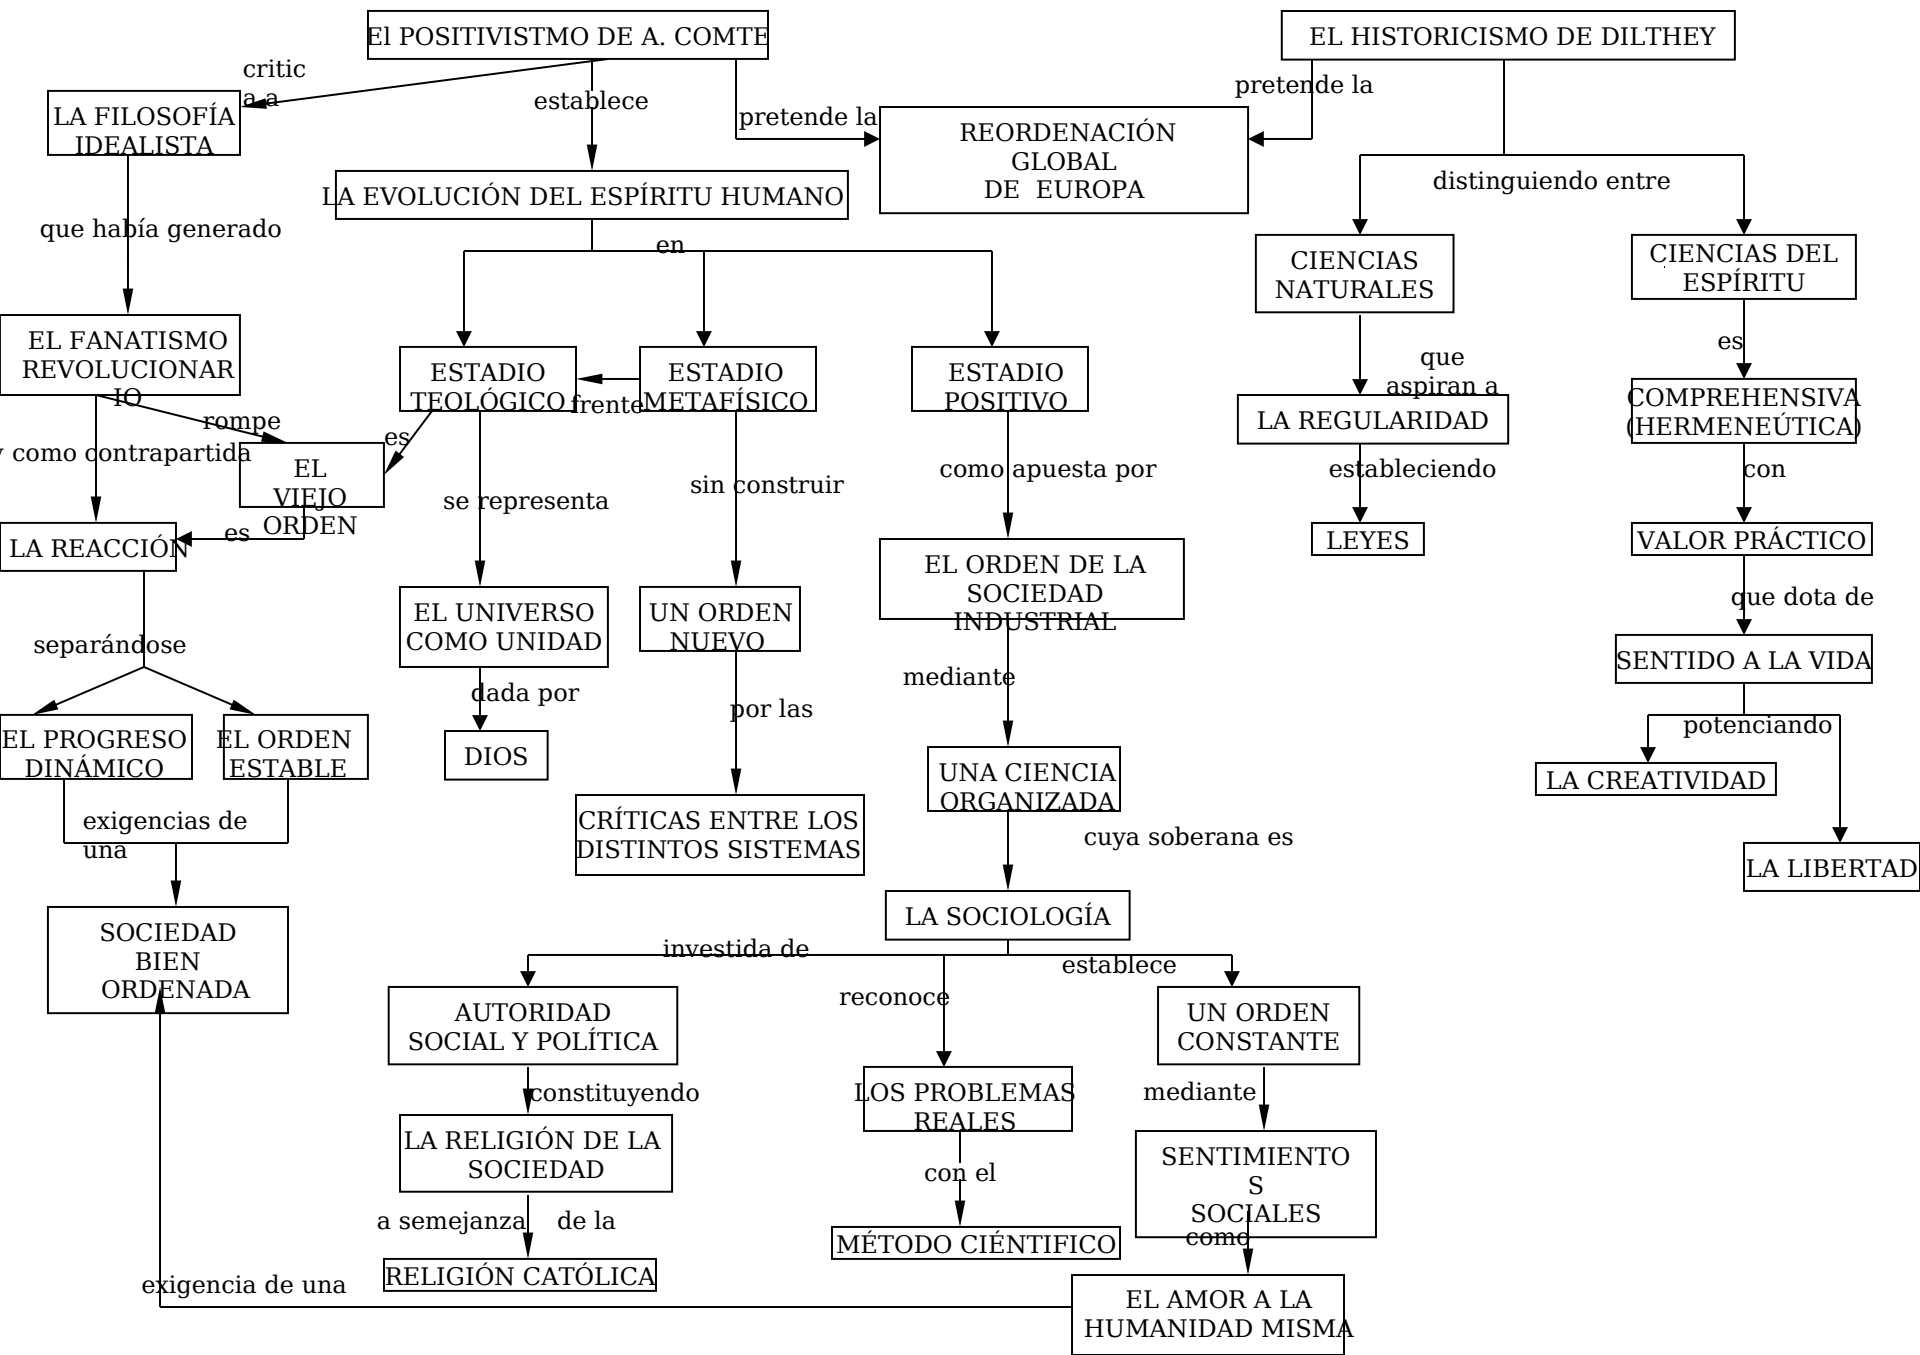 El POSITIVISTMO DE A. COMTE
EL HISTORICISMO DE DILTHEY
critic
a a
establece
pretende la
pretende la
LA FILOSOFÍA
IDEALISTA
REORDENACIÓN
GLOBAL
DE EUROPA
distinguiendo entre
LA EVOLUCIÓN DEL ESPÍRITU HUMANO
que había generado
en
CIENCIAS
NATURALES
CIENCIAS DEL
ESPÍRITU
EL FANATISMO
REVOLUCIONAR
IO
es
ESTADIO
TEOLÓGICO
frente
ESTADIO
METAFÍSICO
ESTADIO
POSITIVO
que
aspiran a
COMPREHENSIVA
(HERMENEÚTICA)
LA REGULARIDAD
rompe
es
y como contrapartida
EL
VIEJO
ORDEN
como apuesta por
estableciendo
con
se representa
sin construir
es
LA REACCIÓN
LEYES
VALOR PRÁCTICO
EL ORDEN DE LA
SOCIEDAD
INDUSTRIAL
que dota de
EL UNIVERSO
COMO UNIDAD
UN ORDEN
NUEVO
separándose
SENTIDO A LA VIDA
mediante
dada por
por las
potenciando
EL PROGRESO
DINÁMICO
EL ORDEN
ESTABLE
DIOS
UNA CIENCIA
ORGANIZADA
LA CREATIVIDAD
exigencias de
una
CRÍTICAS ENTRE LOS
DISTINTOS SISTEMAS
cuya soberana es
LA LIBERTAD
LA SOCIOLOGÍA
SOCIEDAD
BIEN
ORDENADA
investida de
establece
reconoce
AUTORIDAD
SOCIAL Y POLÍTICA
UN ORDEN
CONSTANTE
constituyendo
LOS PROBLEMAS
REALES
mediante
LA RELIGIÓN DE LA
SOCIEDAD
con el
SENTIMIENTO
S
SOCIALES
a semejanza de la
como
MÉTODO CIÉNTIFICO
RELIGIÓN CATÓLICA
exigencia de una
EL AMOR A LA
HUMANIDAD MISMA